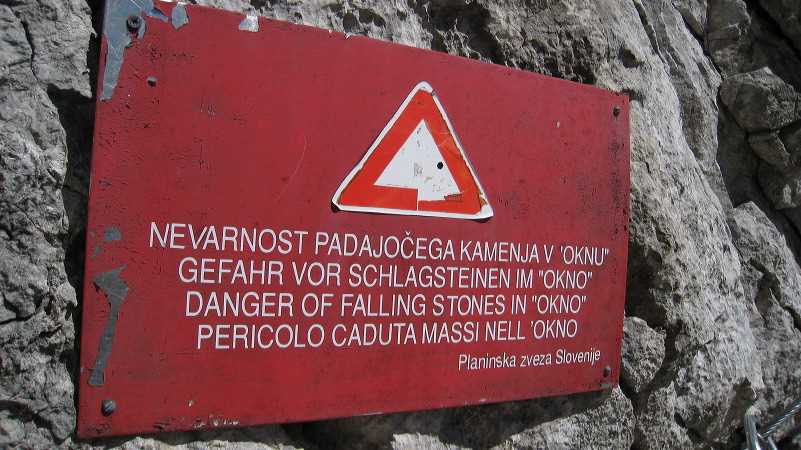 NEVARNOST PADAJOČEGA KAMENJA V "OKNU"
GEFAHR VOR SCHLAGSTEINEN IM "OKNO"
DANGER OF FALLING STONES IN "OKNO"
PERICOLO CADUTA MASSI NELL 'OKNO
Planinska zveza Slovenije